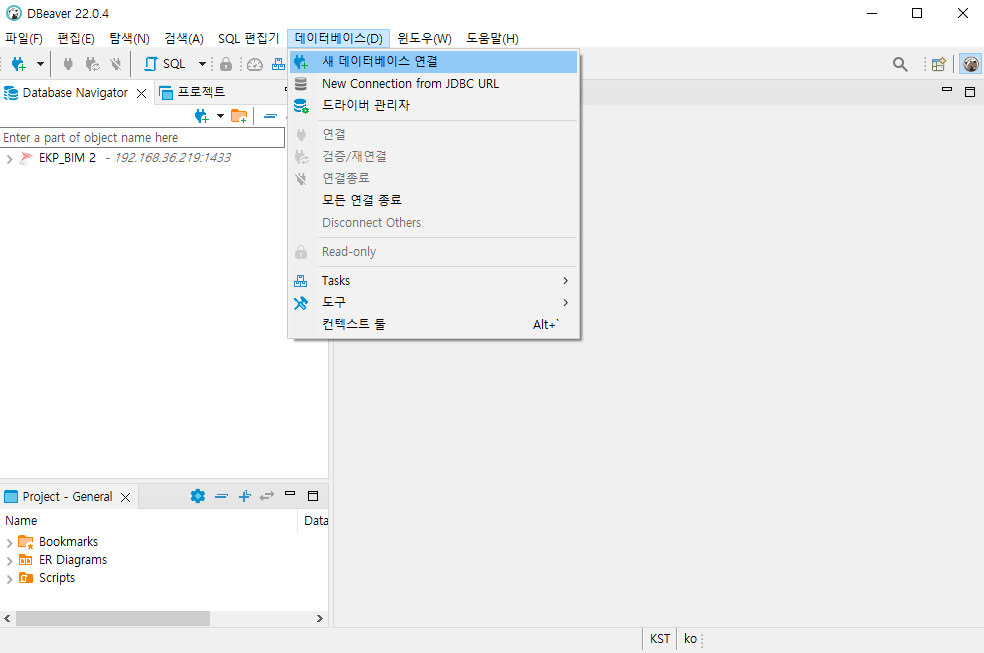 DBeaver 22.0.4
파일(F) 편집(E) 탐색(N) 검색(A) SQL 편집기 데이터베이스(D) 윈도우(W) 도움말(H)
SQL
새 데이터베이스 연결
New Connection from JDBC URL
드라이버 관리자
연결
검증/재연결
연결종료
모든 연결 종료
Disconnect Others
Read-only
Tasks
도구
컨텍스트 툴 Alt+`
Database Navigator 프로젝트
Enter a part of object name here
EKP_BIM 2 - 192.168.36.219:1433
Project - General
Name Data
Bookmarks
ER Diagrams
Scripts
KST ko